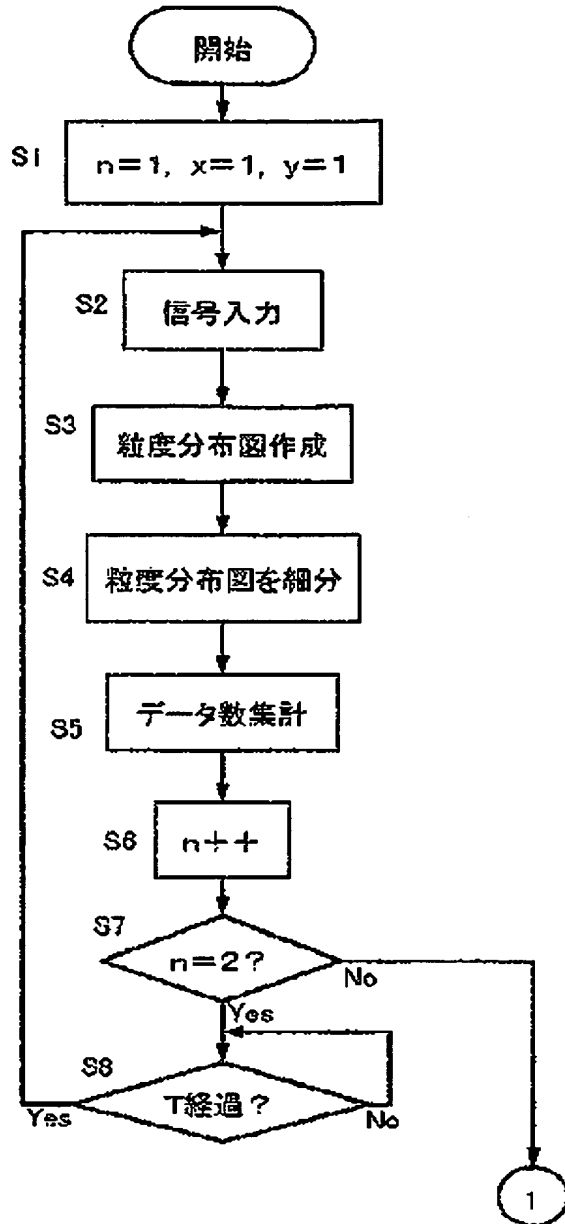 開始
S1
n=1, x=1, y=1
S2
信号入力
S3
粒度分布図作成
S4
粒度分布図を細分
S5
データ数集計
S6
n++
S7
n=2?
No
Yes
S8
T経過?
Yes
No
1